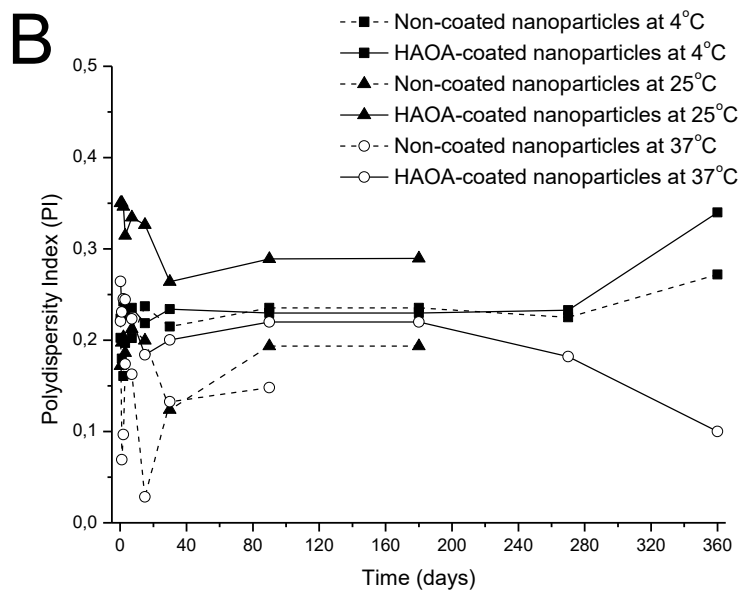 B
Non-coated nanoparticles at 4°C
HAOA-coated nanoparticles at 4°C
Non-coated nanoparticles at 25°C
HAOA-coated nanoparticles at 25°C
Non-coated nanoparticles at 37°C
HAOA-coated nanoparticles at 37°C
0,5
0,4
0,3
0,2
0,1
0,0
Polydispersity Index (PI)
0 40 80 120 160 200 240 280 320 360
Time (days)